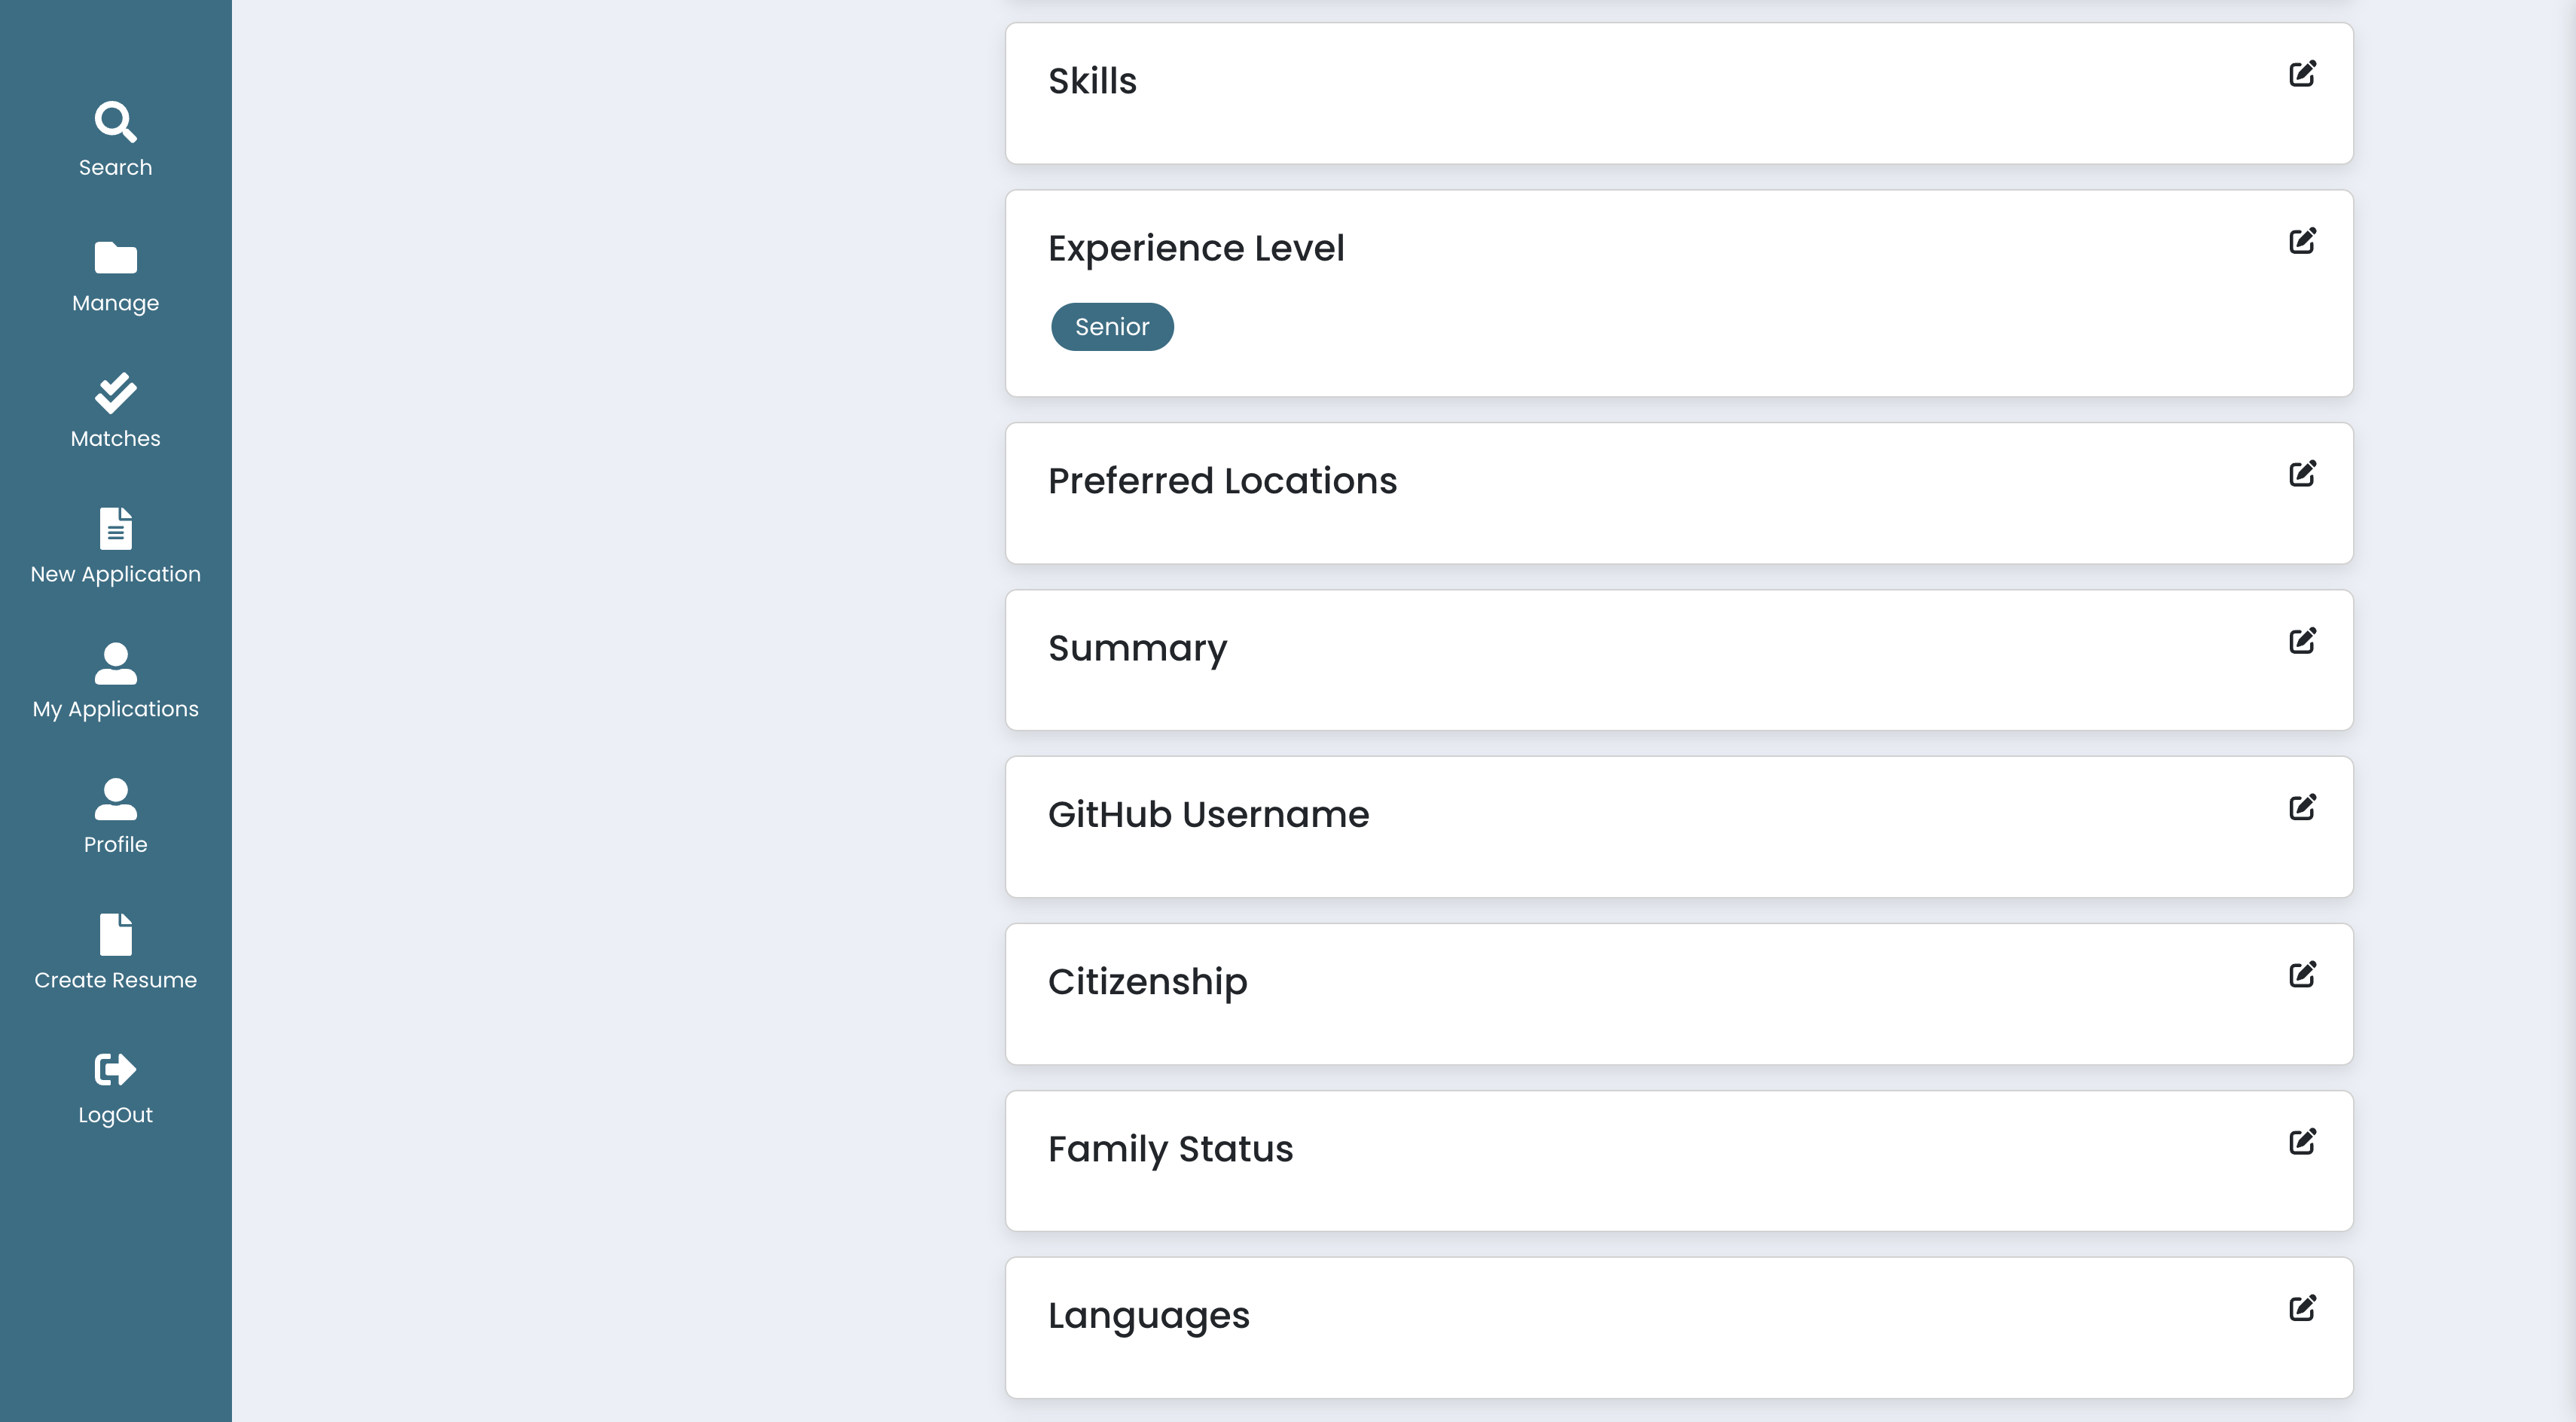 Search
Manage
Matches
New Application
My Applications
Profile
Create Resume
LogOut
Skills
Experience Level
Senior
Preferred Locations
Summary
GitHub Username
Citizenship
Family Status
Languages